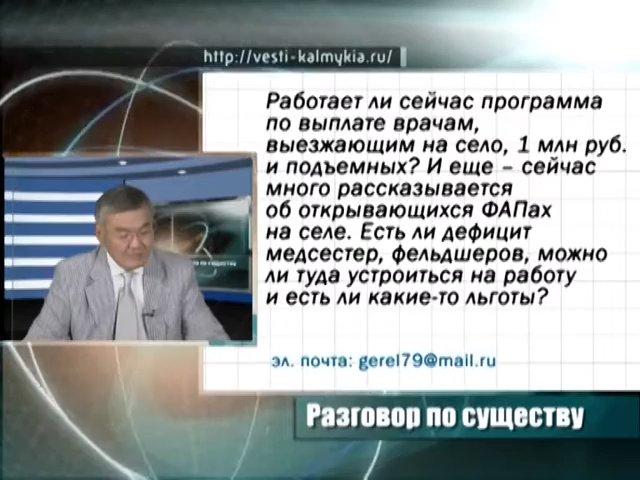 http://vesti-kalmykia.ru/
Работает ли сейчас программа
по выплате врачам,
выезжающим на село, 1 млн руб.
и подъемных? И еще – сейчас
много рассказывается
об открывающихся ФАПах
на селе. Есть ли дефицит
медсестер, фельдшеров, можно
ли туда устроиться на работу
и есть ли какие-то льготы?
эл. почта: gerel79@mail.ru
Разговор по существу